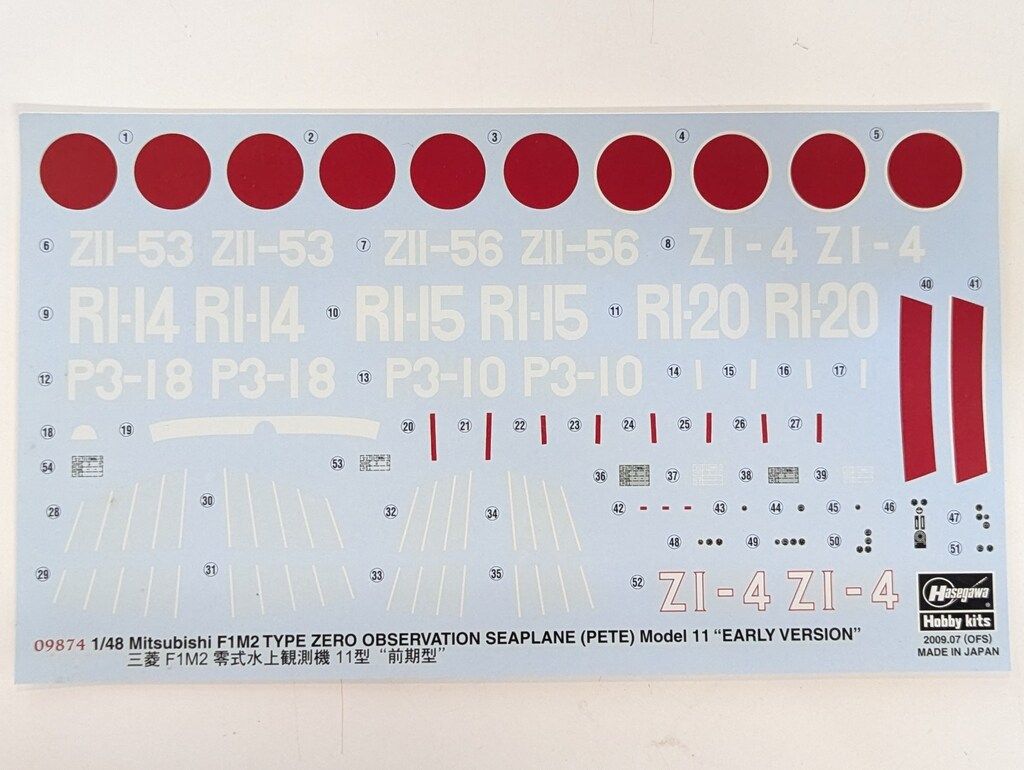 ① ② ③ ④ ⑤
⑥ ZII-53 ZII-53 ⑦ ZII-56 ZII-56 ⑧ ZI-4 ZI-4
⑨ RI-14 RI-14 ⑩ RI-15 RI-15 ⑪ RI-20 RI-20 ㊵ ㊶
⑫ P3-18 P3-18 ⑬ P3-10 P3-10 ⑭ ⑮ ⑯ ⑰
⑱ ⑲ ⑳ ㉑ ㉒ ㉓ ㉔ ㉕ ㉖ ㉗
54 53 ㊱ ㊲ ㊳ ㊴
㉘ ㉚ ㉜ ㉞ ㊷ ㊸ ㊹ ㊺ ㊻ ㊼
㊽ ㊾ ㊿ 51
㉙ ㉛ ㉝ ㉟ 52 ZI-4 ZI-4
Hasegawa
Hobby kits
2009.07 (OFS)
MADE IN JAPAN
09874 1/48 Mitsubishi F1M2 TYPE ZERO OBSERVATION SEAPLANE (PETE) Model 11 “EARLY VERSION”
三菱 F1M2 零式水上観測機 11型 “前期型”